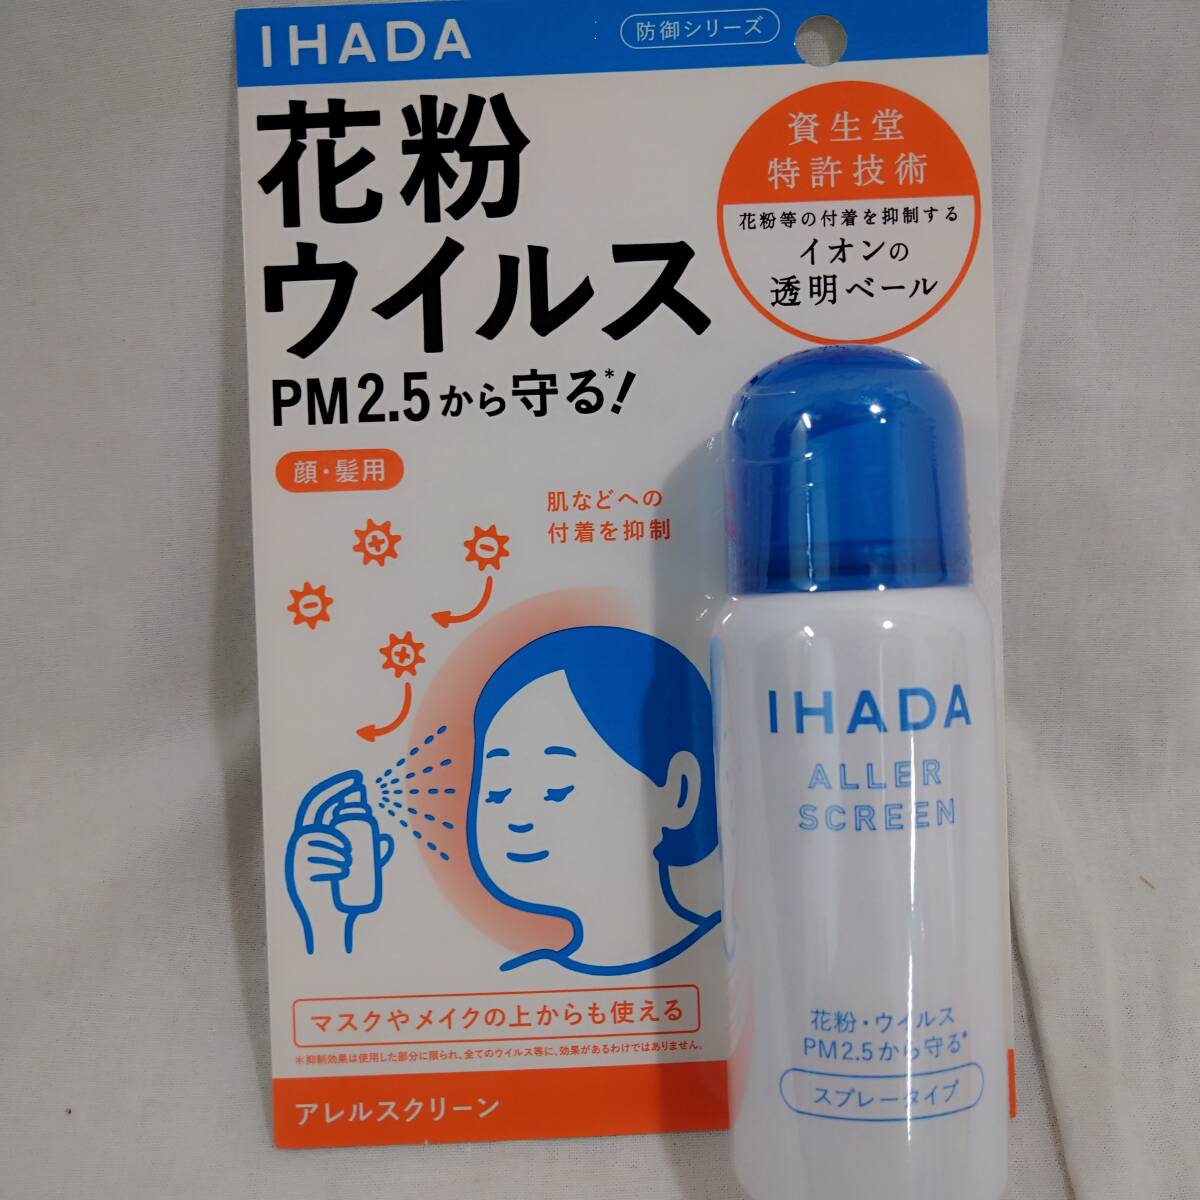 IHADA
防御シリーズ
花粉
ウイルス
PM2.5から守る*!
資生堂
特許技術
花粉等の付着を抑制する
イオンの
透明ベール
顔・髪用
肌などへの
付着を抑制
マスクやメイクの上からも使える
*抑制効果は使用した部分に限られ、全てのウイルス等に、効果があるわけではありません。
アレルスクリーン
IHADA
ALLER
SCREEN
花粉・ウイルス
PM2.5から守る*
スプレータイプ